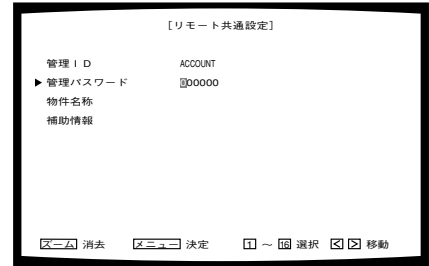 [リモート共通設定]
管理ID ACCOUNT
▶管理パスワード 000000
物件名称
補助情報
ズーム 消去 メニュー 決定 1 ～ 16 選択 < > 移動